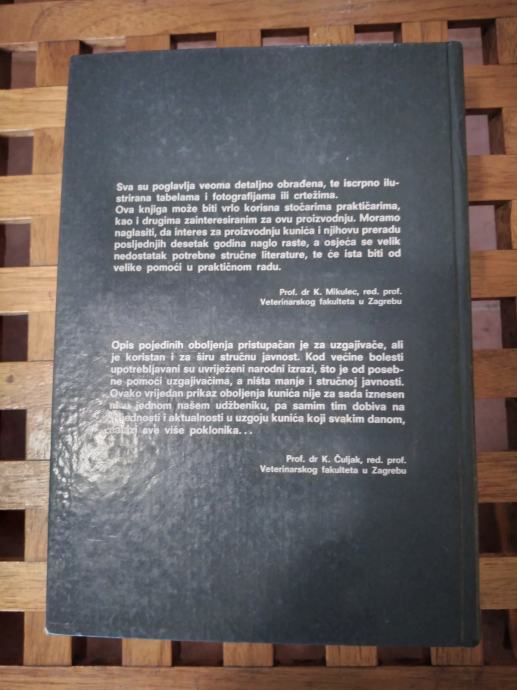 Sva su poglavlja veoma detaljno obrađena, te iscrpno ilu-
strirana tabelama i fotografijama ili crtežima.
Ova knjiga može biti vrlo korisna stočarima praktičarima,
kao i drugima zainteresiranim za ovu proizvodnju. Moramo
naglasiti, da interes za proizvodnju kunića i njihovu preradu
posljednjih desetak godina naglo raste, a osjeća se velik
nedostatak potrebne stručne literature, te će ista biti od
velike pomoći u praktičnom radu.
Prof. dr K. Mikulec, red. prof.
Veterinarskog fakulteta u Zagrebu
Opis pojedinih oboljenja pristupačan je za uzgajivače, ali
je koristan i za širu stručnu javnost. Kod većine bolesti
upotrebljavani su uvriježeni narodni izrazi, što je od poseb-
ne pomoći uzgajivačima, a ništa manje i stručnoj javnosti.
Ovako vrijedan prikaz oboljenja kunića nije za sada iznesen
ni u jednom našem udžbeniku, pa samim tim dobiva na
vrijednosti i aktualnosti u uzgoju kunića koji svakim danom,
nalazi sve više poklonika...
Prof. dr K. Čuljak, red. prof.
Veterinarskog fakulteta u Zagrebu